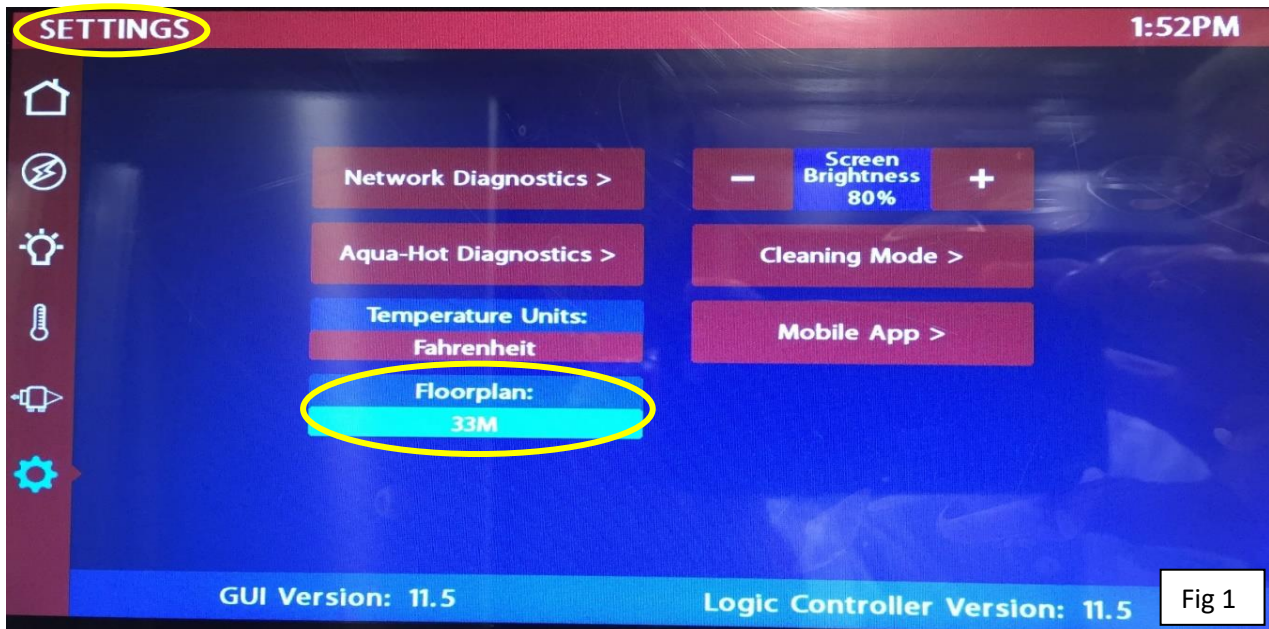 SETTINGS
1:52PM
Network Diagnostics >
Screen
Brightness
80%
−
+
Aqua-Hot Diagnostics >
Cleaning Mode >
Temperature Units:
Fahrenheit
Mobile App >
Floorplan:
33M
GUI Version: 11.5
Logic Controller Version: 11.5
Fig 1